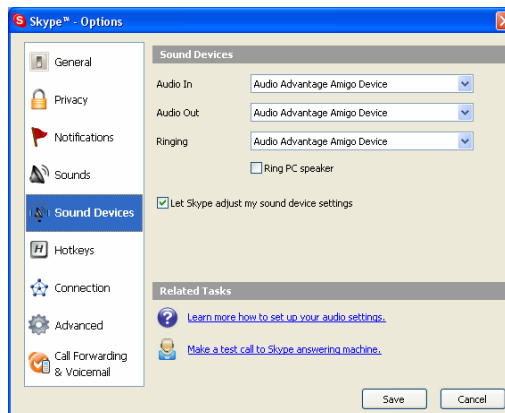 Skype™ - Options
General
Privacy
Notifications
Sounds
Sound Devices
Hotkeys
Connection
Advanced
Call Forwarding
& Voicemail
Sound Devices
Audio In
Audio Advantage Amigo Device
Audio Out
Audio Advantage Amigo Device
Ringing
Audio Advantage Amigo Device
Ring PC speaker
Let Skype adjust my sound device settings
Related Tasks
Learn more how to set up your audio settings.
Make a test call to Skype answering machine.
Save
Cancel